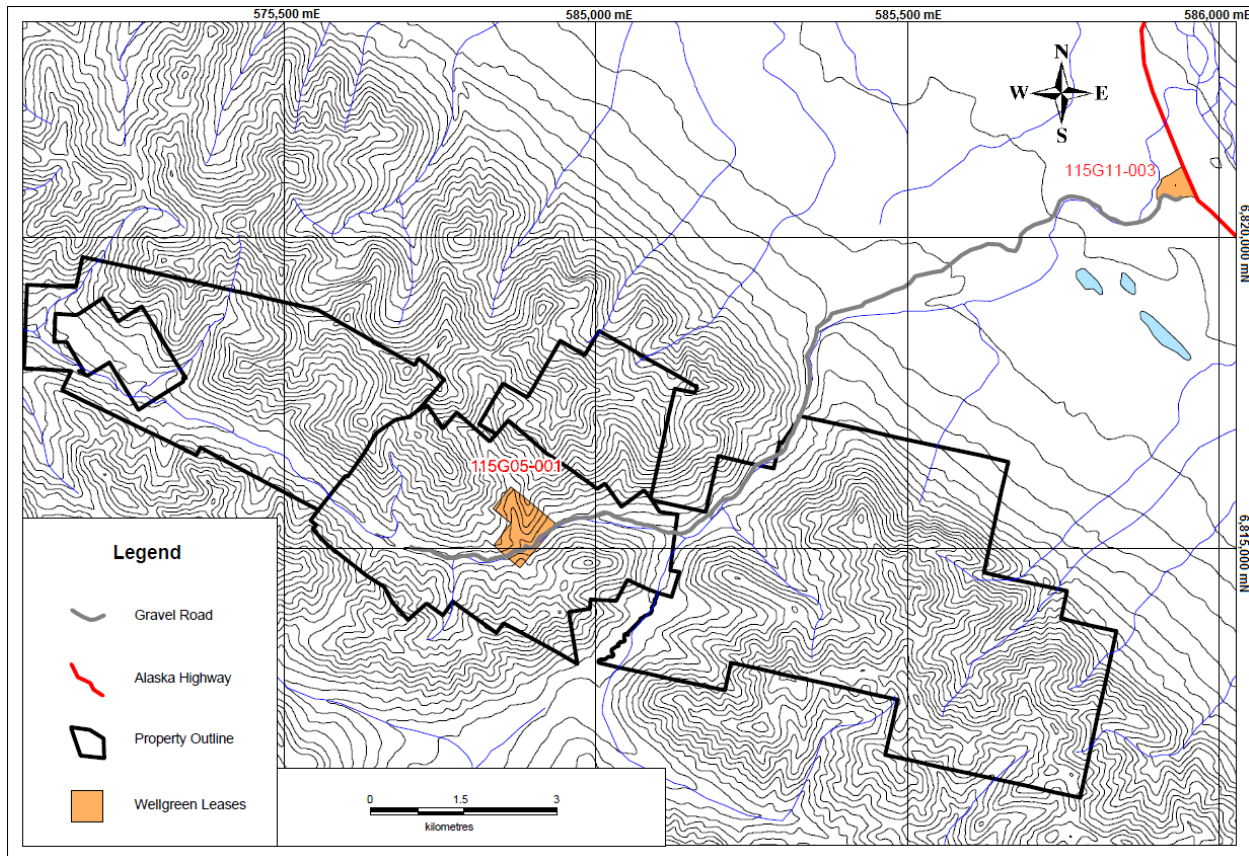 575,500 mE
585,000 mE
585,500 mE
586,000 mE
N
W
E
S
115G11-003
6,820,000 mN
115G05-001
6,815,000 mN
Legend
Gravel Road
Alaska Highway
Property Outline
Wellgreen Leases
0
1.5
3
kilometres